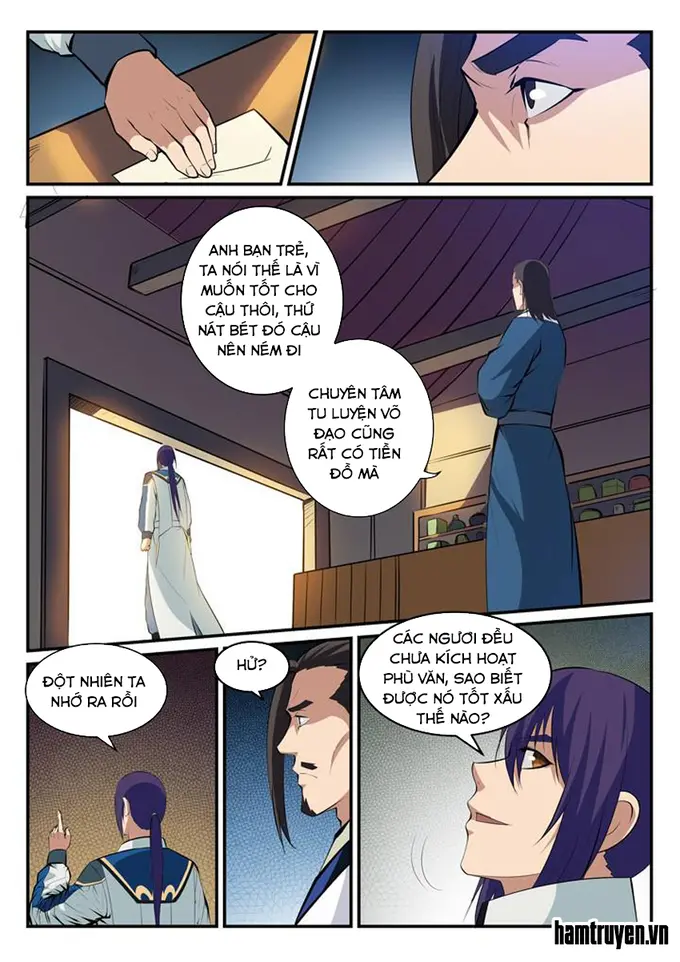 ANH BẠN TRẺ,
TA NÓI THẾ LÀ VÌ
MUỐN TỐT CHO
CẬU THÔI, THỨ
NÁT BÉT ĐÓ CẬU
NÊN NÉM ĐI
CHUYÊN TÂM
TU LUYỆN VÕ
ĐẠO CŨNG
RẤT CÓ TIỀN
ĐỒ MÀ
ĐỘT NHIÊN TA
NHỚ RA RỒI
HỬ?
CÁC NGƯƠI ĐỀU
CHƯA KÍCH HOẠT
PHÙ VĂN, SAO BIẾT
ĐƯỢC NÓ TỐT XẤU
THẾ NÀO?
hamtruyen.vn